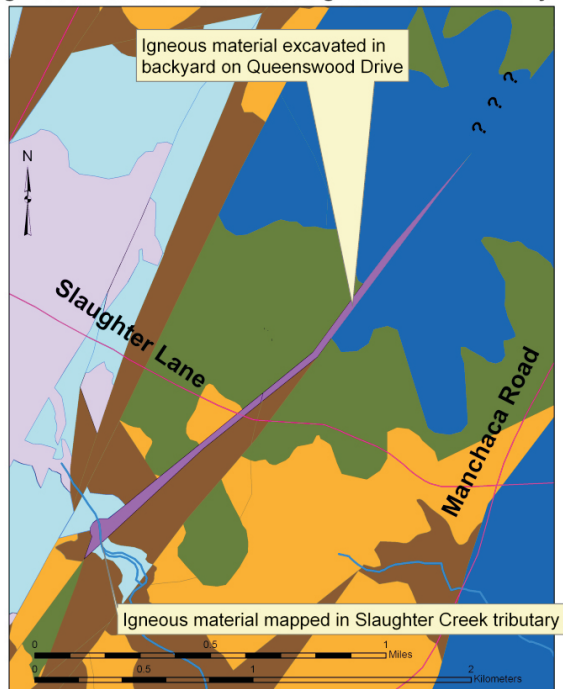 Igneous material excavated in
backyard on Queenswood Drive
? ? ?
N
Slaughter Lane
Manchaca Road
Igneous material mapped in Slaughter Creek tributary
0 0.5 1
Miles
0 0.5 1 2
Kilometers